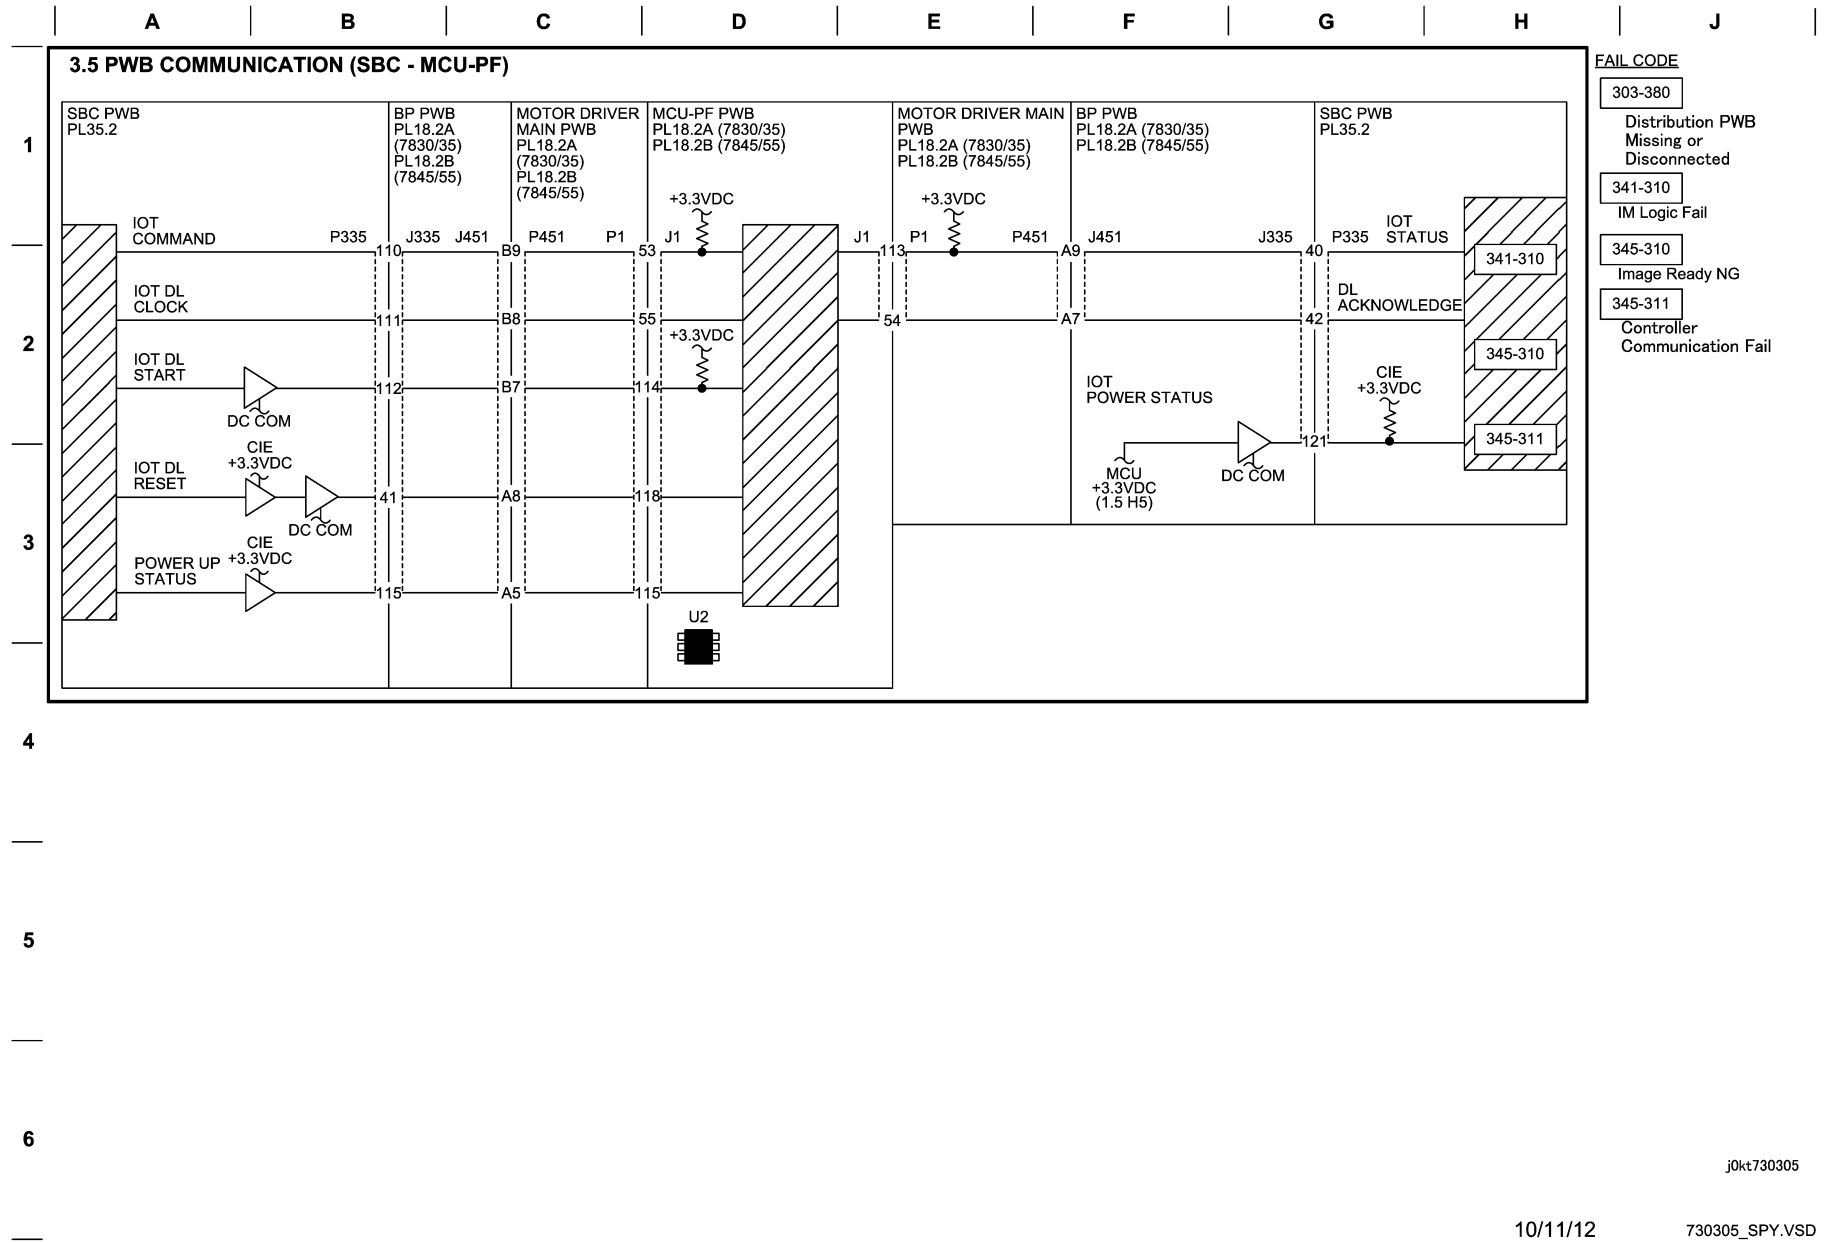 A B C D E F G H J
3.5 PWB COMMUNICATION (SBC - MCU-PF)
SBC PWB
PL35.2
BP PWB
PL18.2A
(7830/35)
PL18.2B
(7845/55)
MOTOR DRIVER
MAIN PWB
PL18.2A
(7830/35)
PL18.2B
(7845/55)
MCU-PF PWB
PL18.2A (7830/35)
PL18.2B (7845/55)
MOTOR DRIVER MAIN
PWB
PL18.2A (7830/35)
PL18.2B (7845/55)
BP PWB
PL18.2A (7830/35)
PL18.2B (7845/55)
SBC PWB
PL35.2
1
2
3
4
5
6
+3.3VDC
+3.3VDC
IOT
COMMAND
P335 J335 J451 P451 P1 J1
J1 P1 P451 J451 J335 P335
IOT
STATUS
110 B9 53 113 A9 40
341-310
IOT DL
CLOCK
DL
ACKNOWLEDGE
111 B8 55 54 A7 42
+3.3VDC
345-310
IOT DL
START
112 B7 114
DC COM
IOT
POWER STATUS
CIE
+3.3VDC
121
345-311
MCU
+3.3VDC
(1.5 H5)
DC COM
CIE
+3.3VDC
IOT DL
RESET
41 A8 118
DC COM
CIE
+3.3VDC
POWER UP
STATUS
115 A5 115
U2
FAIL CODE
303-380
Distribution PWB
Missing or
Disconnected
341-310
IM Logic Fail
345-310
Image Ready NG
345-311
Controller
Communication Fail
j0kt730305
10/11/12
730305_SPY.VSD